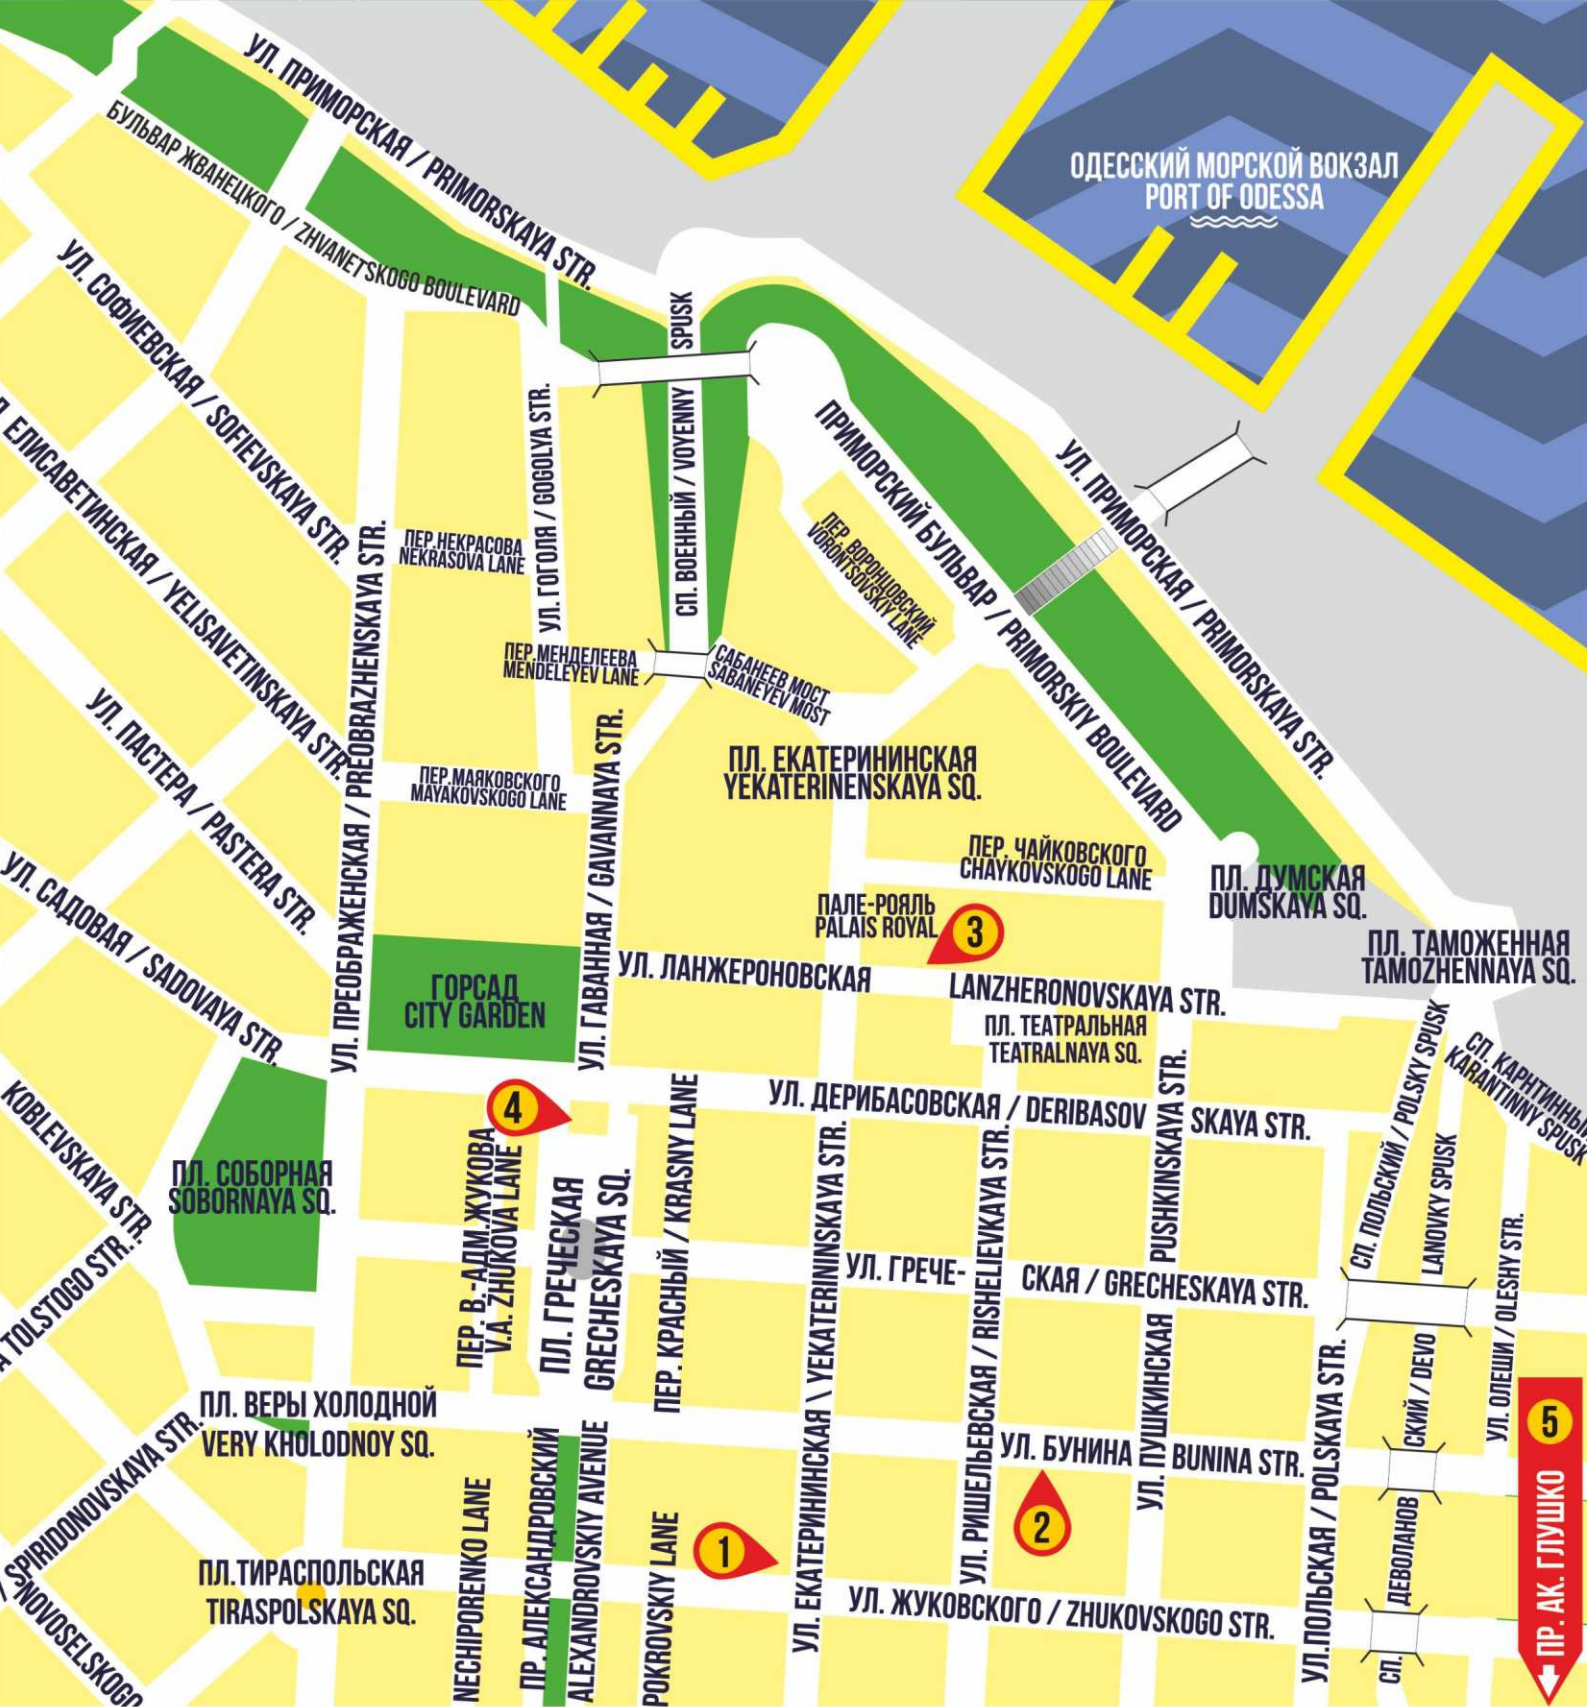 УЛ. ПРИМОРСКАЯ / PRIMORSKAYA STR.
БУЛЬВАР ЖВАНЕЦКОГО / ZHVANETSKOGO BOULEVARD
ОДЕССКИЙ МОРСКОЙ ВОКЗАЛ
PORT OF ODESSA
УЛ. СОФИЕВСКАЯ / SOFIEVSKAYA STR.
ЕЛИСАВЕТИНСКАЯ / YELISAVETINSKAYA STR.
УЛ. ПАСТЕРА / PASTERA STR.
УЛ. САДОВАЯ / SADOVAYA STR.
УЛ. ПРЕОБРАЖЕНСКАЯ / PREOBRAZHENSKAYA STR.
ПЕР.НЕКРАСОВА
NEKRASOVA LANE
УЛ. ГОГОЛЯ / GOGOLYA STR.
СП. ВОЕННЫЙ / VOYENNY SPUSK
ПЕР.МЕНДЕЛЕЕВА
MENDELEYEV LANE
САБАНЕЕВ МОСТ
SABANEYEV MOST
ПЕР. ВОРОНЦОВСКИЙ
VORONTSOVSKIY LANE
ПРИМОРСКИЙ БУЛЬВАР / PRIMORSKIY BOULEVARD
УЛ. ПРИМОРСКАЯ / PRIMORSKAYA STR.
ПЕР.МАЯКОВСКОГО
MAYAKOVSKOGO LANE
УЛ. ГАВАННАЯ / GAVANNAYA STR.
ПЛ. ЕКАТЕРИНИНСКАЯ
YEKATERINENSKAYA SQ.
ПЕР. ЧАЙКОВСКОГО
CHAYKOVSKOGO LANE
ПЛ. ДУМСКАЯ
DUMSKAYA SQ.
ПАЛЕ-РОЯЛЬ
PALAIS ROYAL
3
ПЛ. ТАМОЖЕННАЯ
TAMOZHENNAYA SQ.
ГОРСАД
CITY GARDEN
УЛ. ЛАНЖЕРОНОВСКАЯ
LANZHERONOVSKAYA STR.
ПЛ. ТЕАТРАЛЬНАЯ
TEATRALNAYA SQ.
СП. ПОЛЬСКИЙ / POLSKY SPUSK
СП. КАРНТИННЫЙ
KARANTINNY SPUSK
4
УЛ. ДЕРИБАСОВСКАЯ / DERIBASOV
SKAYA STR.
KOBLEVSKAYA STR.
ПЛ. СОБОРНАЯ
SOBORNAYA SQ.
TOLSTOGO STR.
ПЕР. В.-АДМ.ЖУКОВА
V.A. ZHUKOVA LANE
ПЛ. ГРЕЧЕСКАЯ
GRECHESKAYA SQ.
ПЕР. КРАСНЫЙ / KRASNY LANE
УЛ. ЕКАТЕРИНИНСКАЯ \ YEKATERININSKAYA STR.
УЛ. РИШЕЛЬЕВСКАЯ / RISHELIEVKAYA STR.
УЛ. ПУШКИНСКАЯ
PUSHKINSKAYA STR.
LANOVKY SPUSK
УЛ. ОЛЕШИ / OLESHY STR.
УЛ. ГРЕЧЕ-
СКАЯ / GRECHESKAYA STR.
ПЛ. ВЕРЫ ХОЛОДНОЙ
VERY KHOLODNOY SQ.
/ SPIRIDONOVSKAYA STR.
УЛ. БУНИНА
BUNINA STR.
УЛ.ПОЛЬСКАЯ / POLSKAYA STR.
СП.
ДЕВОЛАНОВ
СКИЙ / DEVO
5
ПР. АК. ГЛУШКО
1
2
ПЛ.ТИРАСПОЛЬСКАЯ
TIRASPOLSKAYA SQ.
NOVOSELSKOGO
NECHIPORENKO LANE
ПР. АЛЕКСАНДРОВСКИЙ
ALEXANDROVSKIY AVENUE
POKROVSKIY LANE
УЛ. ЖУКОВСКОГО / ZHUKOVSKOGO STR.